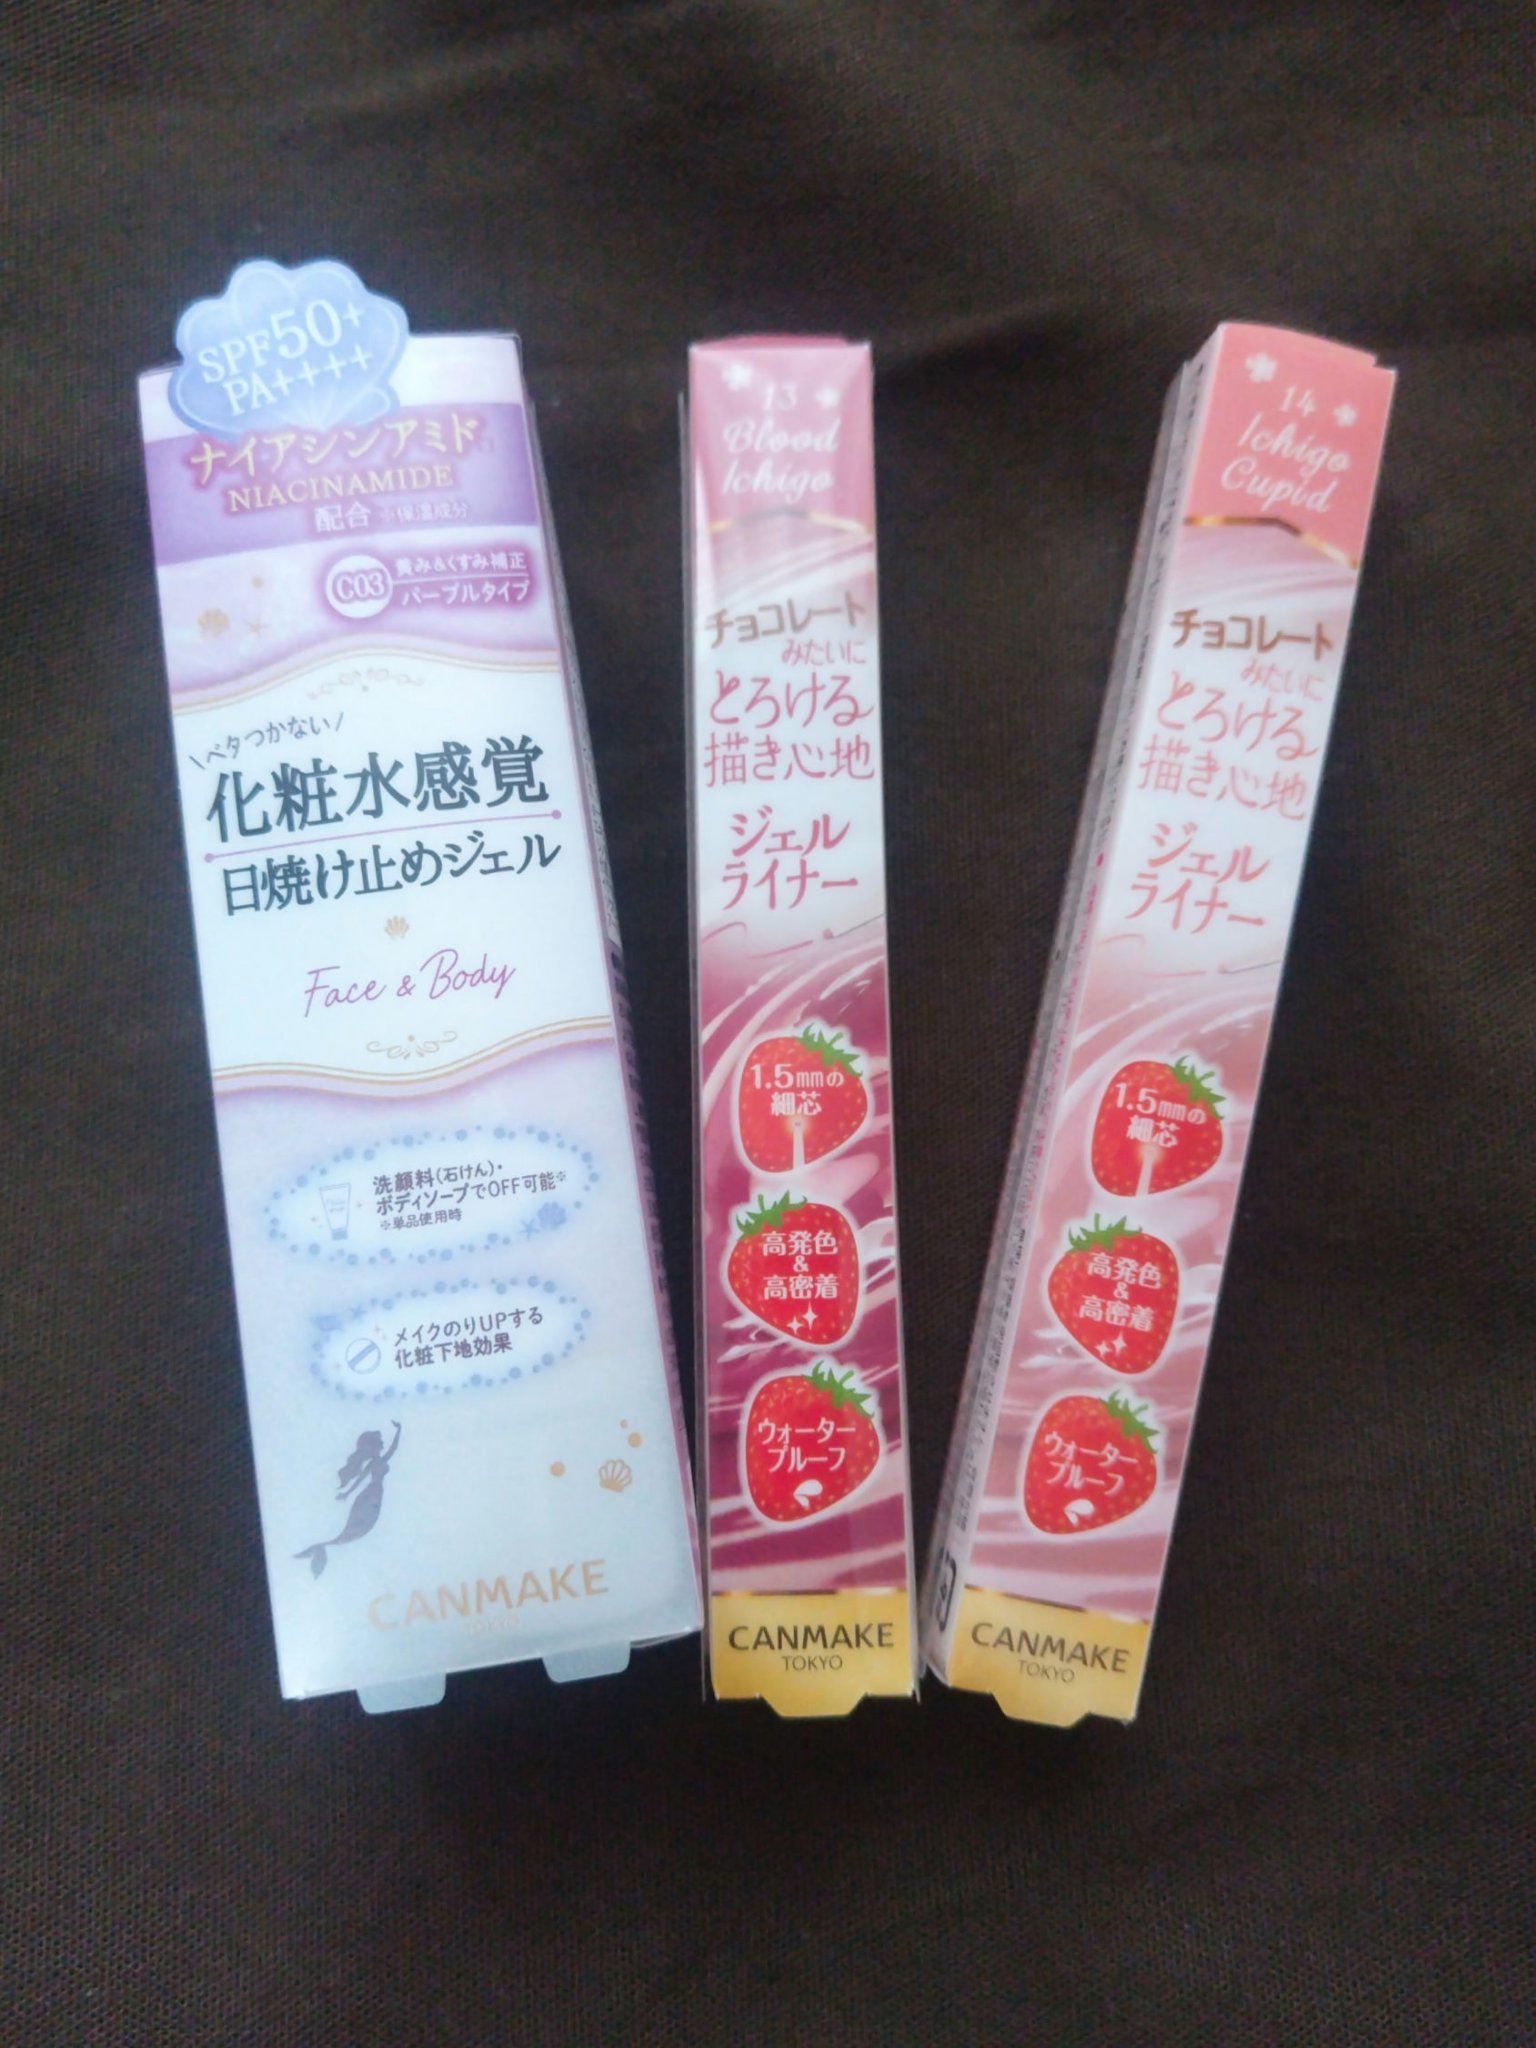 SPF50+
PA++++
ナイアシンアミド
NIACINAMIDE
配合 ※保湿成分
C03
黄み&くすみ補正
パープルタイプ
\ベタつかない/
化粧水感覚
日焼け止めジェル
Face & Body
洗顔料(石けん)・
ボディソープでOFF可能※
※単品使用時
メイクのりUPする
化粧下地効果
CANMAKE
TOKYO
13
Blood
Ichigo
チョコレート
みたいに
とろける
描き心地
ジェル
ライナー
1.5mmの
細芯
高発色
&
高密着
ウォーター
プルーフ
CANMAKE
TOKYO
14
Ichigo
Cupid
チョコレート
みたいに
とろける
描き心地
ジェル
ライナー
1.5mmの
細芯
高発色
&
高密着
ウォーター
プルーフ
CANMAKE
TOKYO